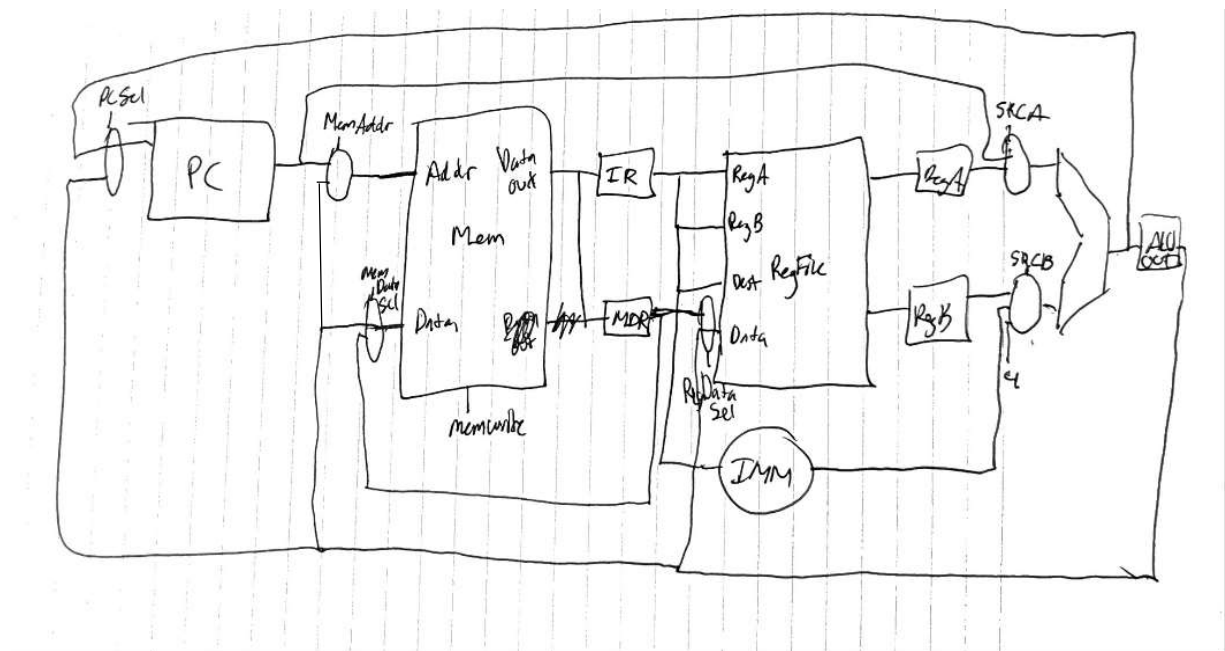 PCSel
PC
MemAddr
Addr
Data
out
Mem
Mem
Data
Sel
Data
memwrite
IR
MDR
RegA
RegB
Dest
RegFile
Data
RegData
Sel
IMM
RegA
RegB
SRCA
SRCB
4
ALU
OUT